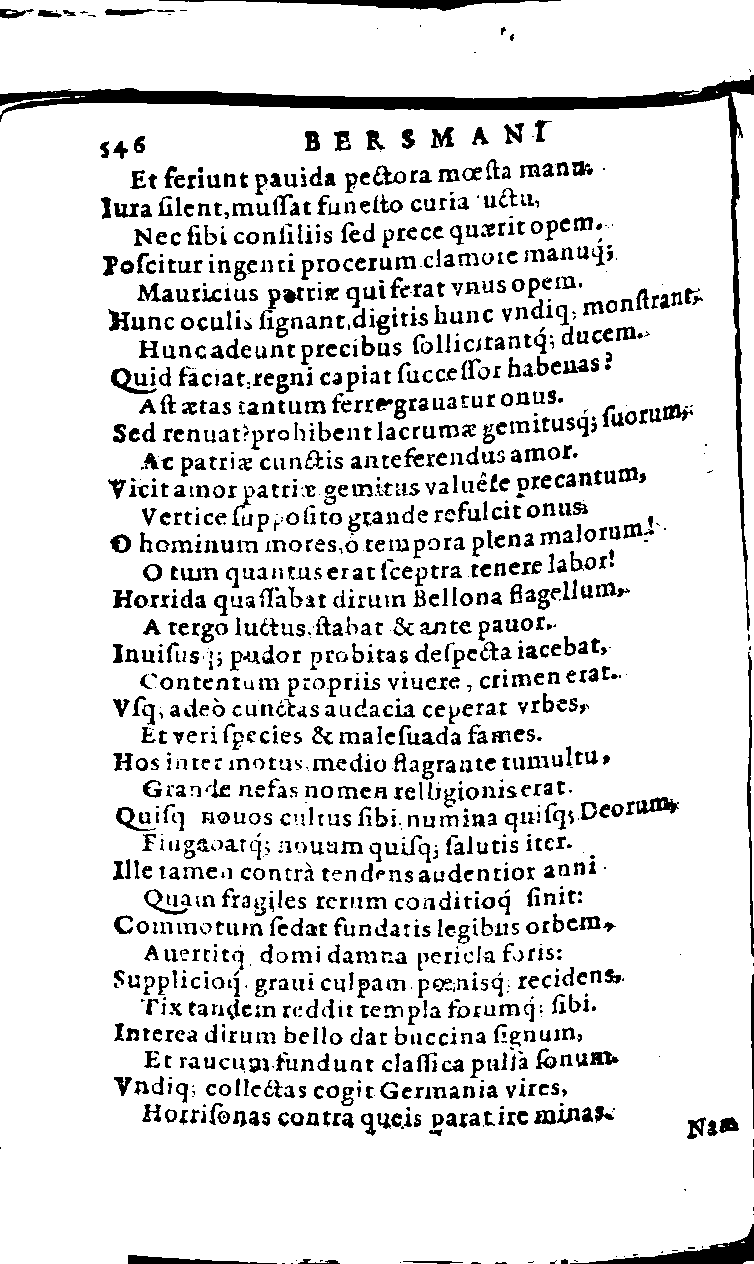 546 BERSMANI
Et feriunt pauida pectora mœſta manu.
Iura ſilent, muſſat funeſto curia luctu,
Nec ſibi conſiliis ſed prece quærit opem.
Poſcitur ingenti procerum clamore manuq́;
Mauricius patriæ qui ferat vnus opem.
Hunc oculis ſignant, digitis hunc vndiq; monſtrant,
Hunc adeunt precibus ſollicitantq́; ducem.
Quid faciat, regni capiat ſucceſſor habenas?
Aſt ætas tantum ferre grauatur onus.
Sed renuat? prohibent lacrumæ gemitusq́; ſuorum,
Ac patriæ cunctis anteferendus amor.
Vicit amor patriæ gemitus valuêſe precantum,
Vertice ſuppoſito grande refulcit onus.
O hominum mores, ò tempora plena malorum!
O tum quantus erat ſceptra tenere labor!
Horrida quaſſabat dirum Bellona flagellum,
A tergo luctus ſtabat & ante pauor.
Inuiſusq́; pudor probitas deſpecta iacebat,
Contentum propriis viuere, crimen erat.
Vſq; adeò cunctas audacia ceperat vrbes,
Et veri ſpecies & maleſuada fames.
Hos inter motus medio flagrante tumultu,
Grande nefas nomen relligionis erat.
Quiſq nouos cultus ſibi numina quiſq; Deorum,
Fingebatq́; nouum quiſq; ſalutis iter.
Ille tamen contrà tendens audentior anni
Quam fragiles rerum conditioq́ ſinit:
Commotum ſedat fundatis legibus orbem,
Auertitq́ domi damna pericla foris:
Supplicioq́ graui culpam pœnisq́; recidens,
Tix tandem reddit templa forumq́; ſibi.
Interea dirum bello dat buccina ſignum,
Et raucum fundunt claſſica pulſà ſonum.
Vndiq; collectas cogit Germania vires,
Horriſonas contra queis parat ire minas.
Nam